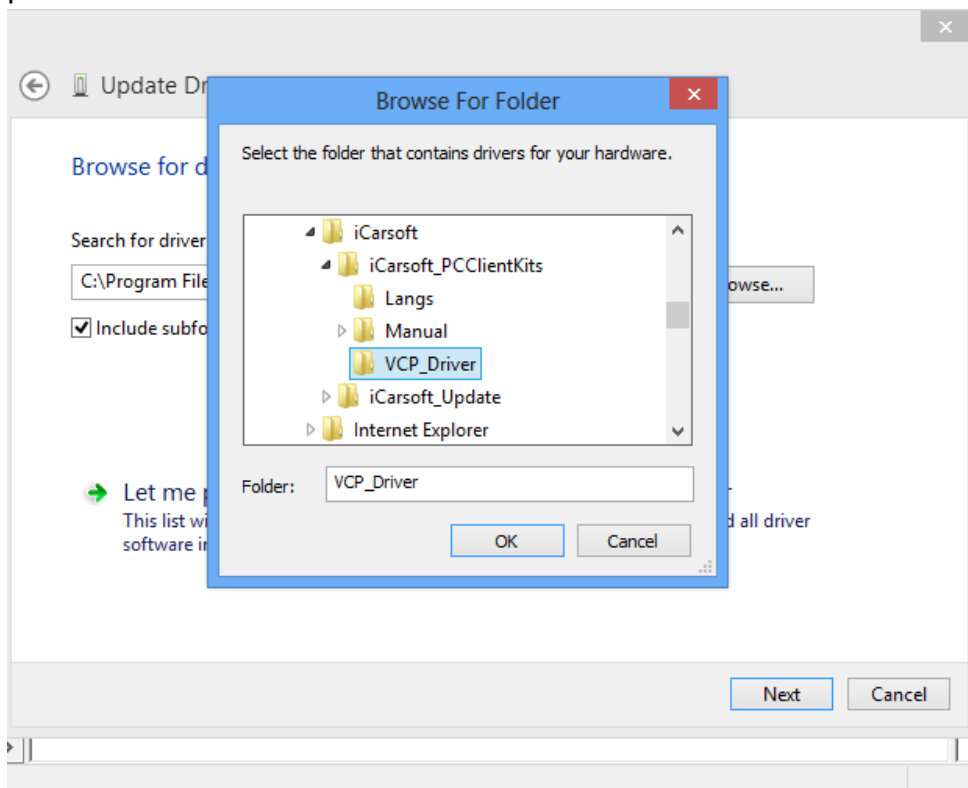 Update Dr
Browse For Folder
Select the folder that contains drivers for your hardware.
Browse for d
Search for driver
C:\Program File
owse...
Include subfo
iCarsoft
iCarsoft_PCClientKits
Langs
Manual
VCP_Driver
iCarsoft_Update
Internet Explorer
Folder:
VCP_Driver
OK
Cancel
Let me
This list wi
d all driver
software i
Next
Cancel